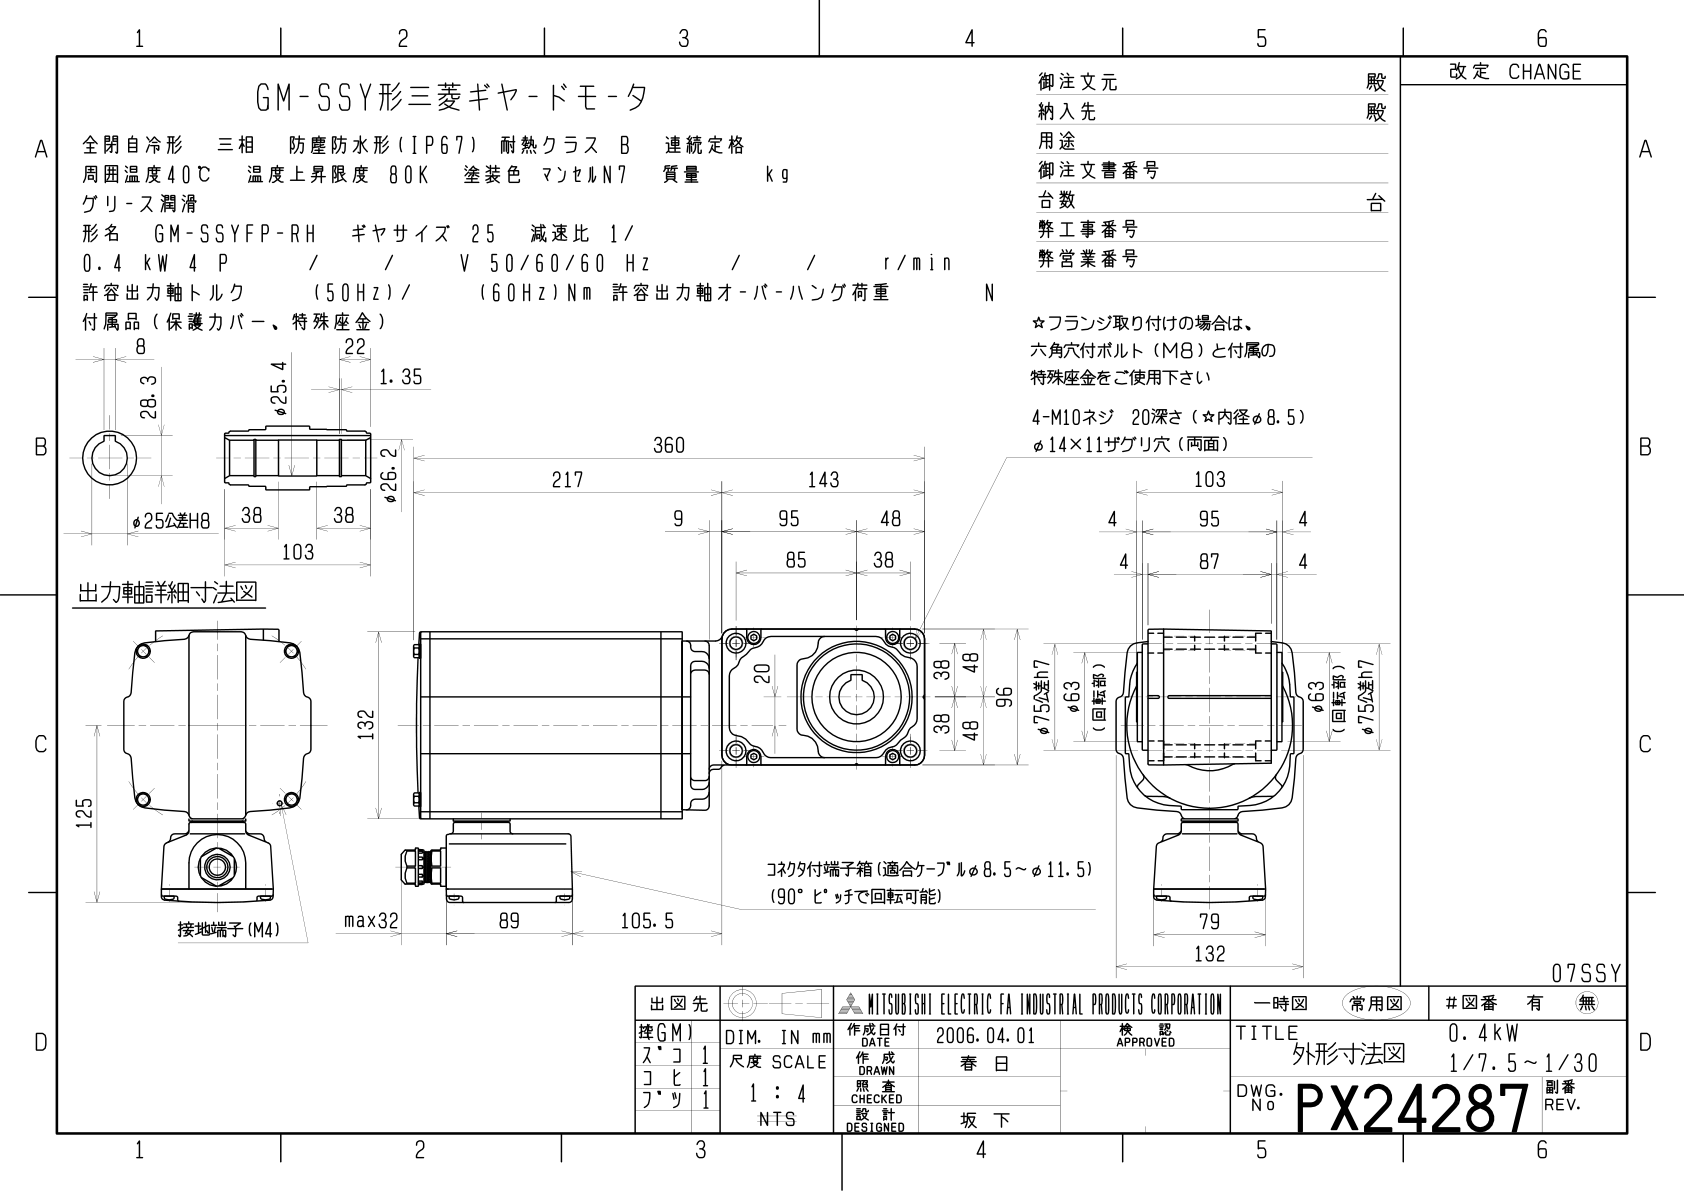 1 2 3 4 5 6
改定 CHANGE
A A
B B
C C
D D
GM-SSY形三菱ギヤ-ドモ-タ
全閉自冷形 三相 防塵防水形(IP67) 耐熱クラス B 連続定格
周囲温度40℃ 温度上昇限度 80K 塗装色 マンセルN7 質量 kg
グリ-ス潤滑
形名 GM-SSYFP-RH ギヤサイズ 25 減速比 1/
0.4 kW 4 P / / V 50/60/60 Hz / / r/min
許容出力軸トルク (50Hz)/ (60Hz)Nm 許容出力軸オ-バ-ハング荷重 N
付属品(保護カバー、特殊座金)
御注文元 殿
納入先 殿
用途
御注文書番号
台数 台
弊工事番号
弊営業番号
☆フランジ取り付けの場合は、
六角穴付ボルト(M8)と付属の
特殊座金をご使用下さい
4-M10ネジ 20深さ(☆内径φ8.5)
φ14×11ザグリ穴(両面)
8
28.3
φ25公差H8
22
1.35
φ25.4
φ26.2
38 38
103
出力軸詳細寸法図
360
217 143
9 95 48
85 38
103
4 95 4
4 87 4
125
接地端子(M4)
132
20
38 48
38 48
96
φ75公差h7
φ63
(回転部)
φ63
(回転部)
φ75公差h7
コネクタ付端子箱(適合ケーブルφ8.5~φ11.5)
(90°ピッチで回転可能)
max32 89 105.5
79
132
07SSY
出図先
MITSUBISHI ELECTRIC FA INDUSTRIAL PRODUCTS CORPORATION
一時図 常用図 #図番 有 無
GM)
スコ 1
コヒ 1
ブツ 1
DIM. IN mm
尺度 SCALE
1 : 4
NTS
作成日付
DATE
2006.04.01
作 成
DRAWN
春 日
照 査
CHECKED
設 計
DESIGNED
坂 下
検 認
APPROVED
TITLE
外形寸法図
0.4kW
1/7.5~1/30
DWG.
No
PX24287
副番
REV.
1 2 3 4 5 6